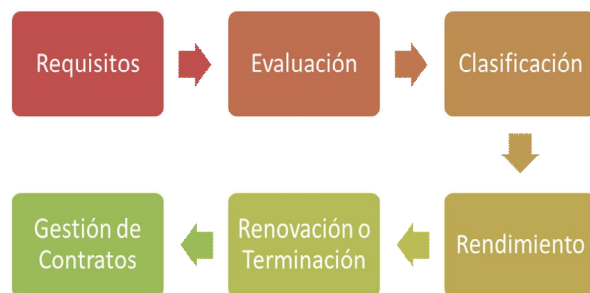 Requisitos
Evaluación
Clasificación
Rendimiento
Renovación o
Terminación
Gestión de
Contratos